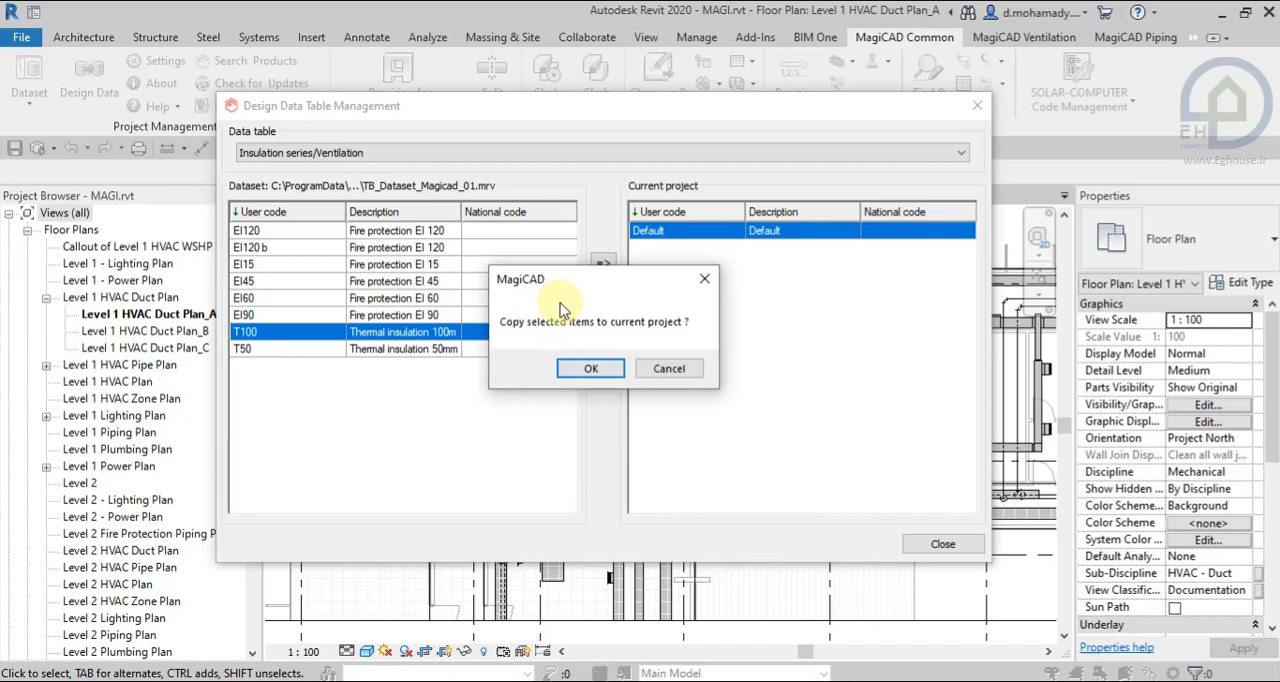 Autodesk Revit 2020 - MAGI.rvt - Floor Plan: Level 1 HVAC Duct Plan_A
d.mohamady....
File
Architecture
Structure
Steel
Systems
Insert
Annotate
Analyze
Massing & Site
Collaborate
View
Manage
Add-Ins
BIM One
MagiCAD Common
MagiCAD Ventilation
MagiCAD Piping
Dataset
Design Data
Settings
About
Help
Search Products
Check for Updates
Project Management
SOLAR-COMPUTER
Code Management
EH
www.Eghouse.ir
Design Data Table Management
Data table
Insulation series/Ventilation
Dataset: C:\ProgramData\...\TB_Dataset_Magicad_01.mrv
User code Description National code
EI120 Fire protection EI 120
EI120 b Fire protection EI 120
EI15 Fire protection EI 15
EI45 Fire protection EI 45
EI60 Fire protection EI 60
EI90 Fire protection EI 90
T100 Thermal insulation 100m
T50 Thermal insulation 50mm
=>
Current project
User code Description National code
Default Default
MagiCAD
Copy selected items to current project ?
OK
Cancel
Close
Project Browser - MAGI.rvt
Views (all)
Floor Plans
Callout of Level 1 HVAC WSHP
Level 1 - Lighting Plan
Level 1 - Power Plan
Level 1 HVAC Duct Plan
Level 1 HVAC Duct Plan_A
Level 1 HVAC Duct Plan_B
Level 1 HVAC Duct Plan_C
Level 1 HVAC Pipe Plan
Level 1 HVAC Plan
Level 1 HVAC Zone Plan
Level 1 Lighting Plan
Level 1 Piping Plan
Level 1 Plumbing Plan
Level 1 Power Plan
Level 2
Level 2 - Lighting Plan
Level 2 - Power Plan
Level 2 Fire Protection Piping P
Level 2 HVAC Duct Plan
Level 2 HVAC Pipe Plan
Level 2 HVAC Plan
Level 2 HVAC Zone Plan
Level 2 Lighting Plan
Level 2 Piping Plan
Level 2 Plumbing Plan
Properties
Floor Plan
Floor Plan: Level 1 H'
Edit Type
Graphics
View Scale 1 : 100
Scale Value 1: 100
Display Model Normal
Detail Level Medium
Parts Visibility Show Original
Visibility/Grap... Edit...
Graphic Displ... Edit...
Orientation Project North
Wall Join Disp... Clean all wall j...
Discipline Mechanical
Show Hidden ... By Discipline
Color Scheme... Background
Color Scheme <none>
System Color ... Edit...
Default Analy... None
Sub-Discipline HVAC - Duct
View Classific... Documentation
Sun Path
Underlay
Properties help
Apply
1 : 100
Click to select, TAB for alternates, CTRL adds, SHIFT unselects.
:0
Main Model
:0